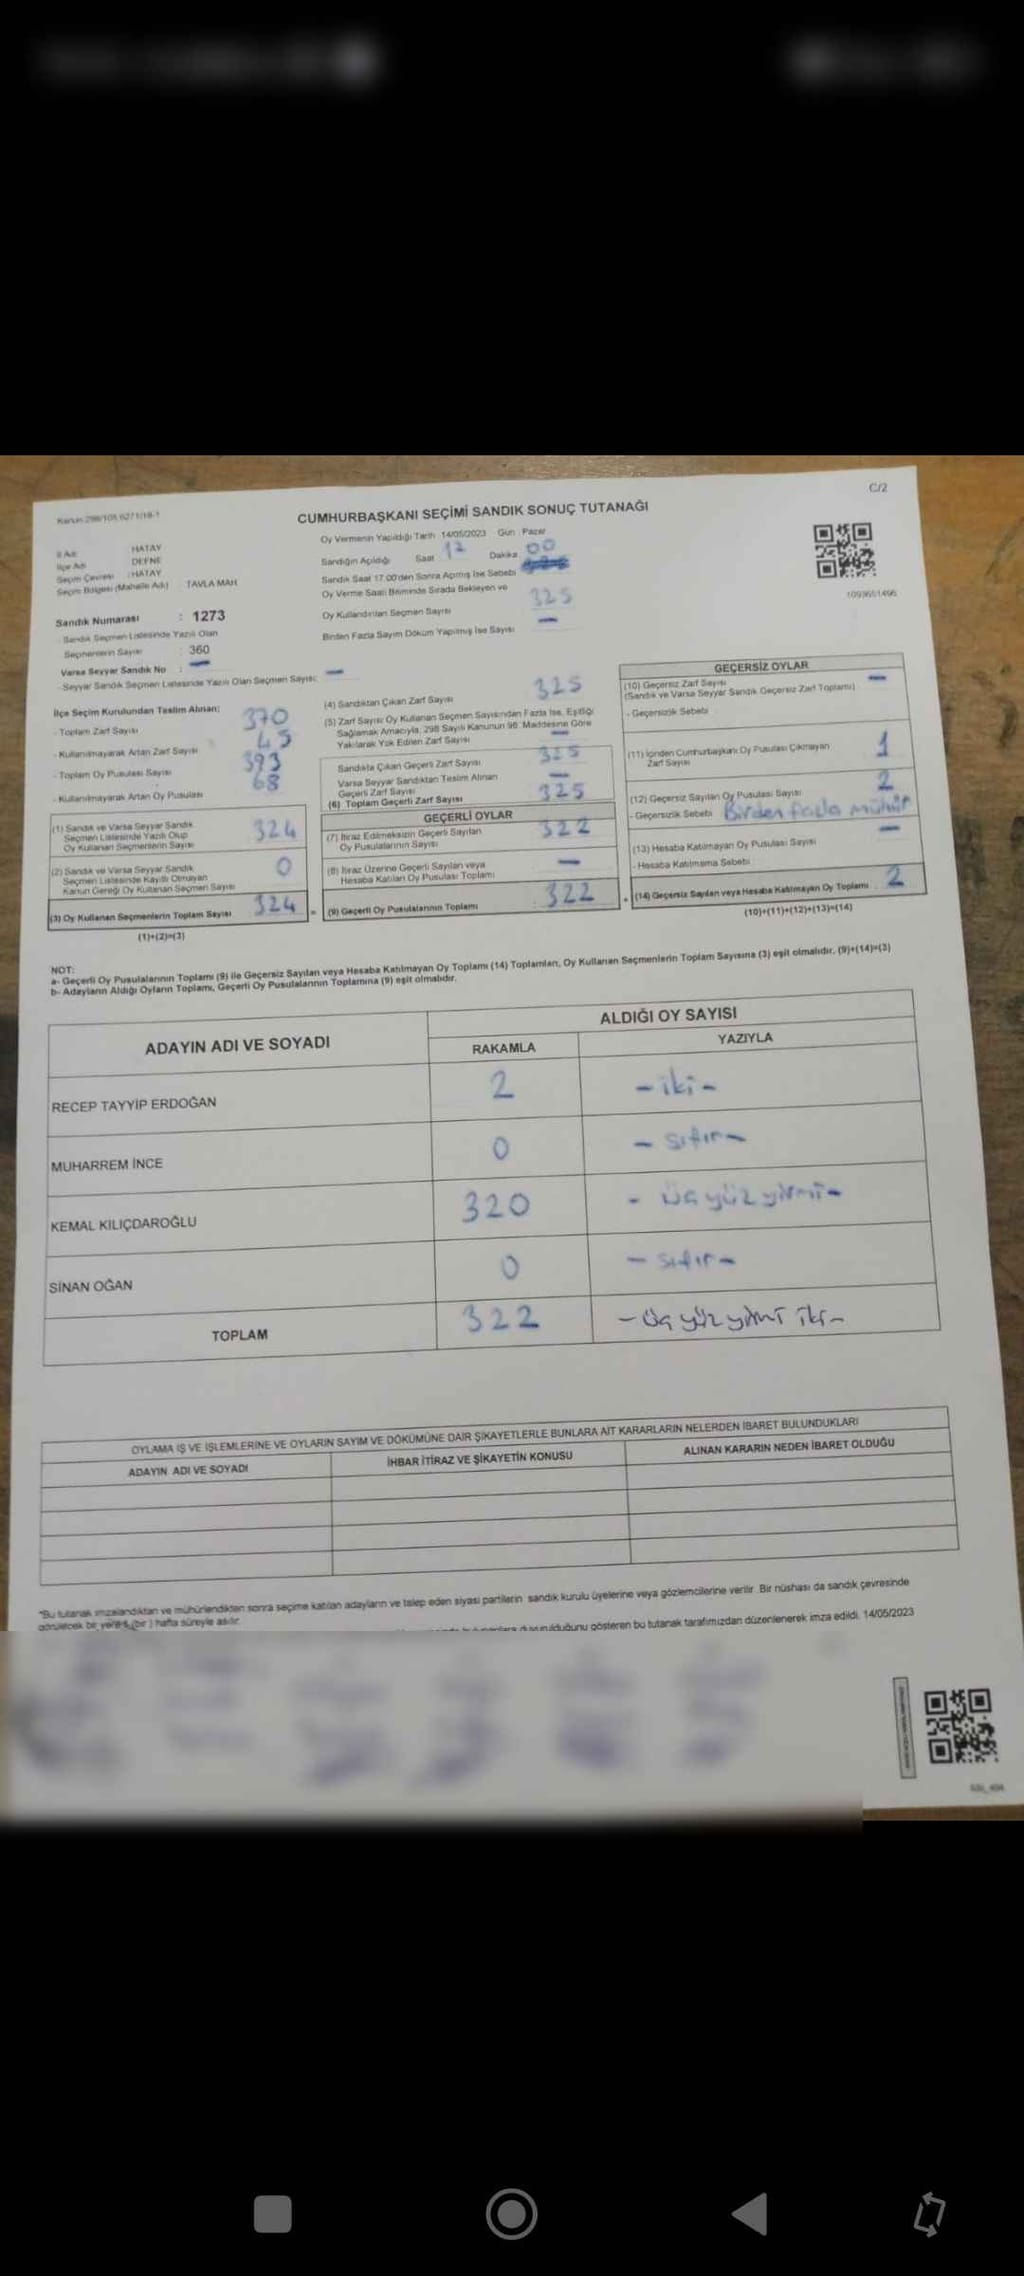 C/2
Kanun 298/105 6271/18-1
CUMHURBAŞKANI SEÇİMİ SANDIK SONUÇ TUTANAĞI
Oy Vermenin Yapıldığı Tarih 14/05/2023 Gün : Pazar
İl Adı HATAY
İlçe Adı DEFNE
Seçim Çevresi : HATAY
Seçim Bölgesi (Mahalle Adı) TAVLA MAH
Sandığın Açıldığı Saat 12 Dakika 00
Sandık Saat 17.00'den Sonra Açılmış İse Sebebi
Oy Verme Saati Bitiminde Sırada Bekleyen ve
Oy Kullandırılan Seçmen Sayısı 325
Birden Fazla Sayım Döküm Yapılmış İse Sayısı –
1093651496
Sandık Numarası : 1273
- Sandık Seçmen Listesinde Yazılı Olan
Seçmenlerin Sayısı : 360
Varsa Seyyar Sandık No : –
- Seyyar Sandık Seçmen Listesinde Yazılı Olan Seçmen Sayısı: –
İlçe Seçim Kurulundan Teslim Alınan;
- Toplam Zarf Sayısı 370
- Kullanılmayarak Artan Zarf Sayısı 45
- Toplam Oy Pusulası Sayısı 393
- Kullanılmayarak Artan Oy Pusulası 68
(1) Sandık ve Varsa Seyyar Sandık
Seçmen Listesinde Yazılı Olup
Oy Kullanan Seçmenlerin Sayısı 324
(2) Sandık ve Varsa Seyyar Sandık
Seçmen Listesinde Kayıtlı Olmayan
Kanun Gereği Oy Kullanan Seçmen Sayısı 0
(3) Oy Kullanan Seçmenlerin Toplam Sayısı 324
(1)+(2)=(3)
(4) Sandıktan Çıkan Zarf Sayısı 325
(5) Zarf Sayısı Oy Kullanan Seçmen Sayısından Fazla İse, Eşitliği
Sağlamak Amacıyla, 298 Sayılı Kanunun 98. Maddesine Göre
Yakılarak Yok Edilen Zarf Sayısı –
Sandıkta Çıkan Geçerli Zarf Sayısı 325
Varsa Seyyar Sandıktan Teslim Alınan
Geçerli Zarf Sayısı –
(6) Toplam Geçerli Zarf Sayısı 325
GEÇERLİ OYLAR
(7) İtiraz Edilmeksizin Geçerli Sayılan
Oy Pusulalarının Sayısı 322
(8) İtiraz Üzerine Geçerli Sayılan veya
Hesaba Katılan Oy Pusulası Toplamı –
= (9) Geçerli Oy Pusulalarının Toplamı : 322
GEÇERSİZ OYLAR
(10) Geçersiz Zarf Sayısı –
(Sandık ve Varsa Seyyar Sandık Geçersiz Zarf Toplamı)
- Geçersizlik Sebebi
(11) İçinden Cumhurbaşkanı Oy Pusulası Çıkmayan
Zarf Sayısı 1
(12) Geçersiz Sayılan Oy Pusulası Sayısı 2
- Geçersizlik Sebebi Birden fazla mühür
(13) Hesaba Katılmayan Oy Pusulası Sayısı –
- Hesaba Katılmama Sebebi
+ (14) Geçersiz Sayılan veya Hesaba Katılmayan Oy Toplamı 2
(10)+(11)+(12)+(13)=(14)
NOT:
a- Geçerli Oy Pusulalarının Toplamı (9) ile Geçersiz Sayılan veya Hesaba Katılmayan Oy Toplamı (14) Toplamları, Oy Kullanan Seçmenlerin Toplam Sayısına (3) eşit olmalıdır. (9)+(14)=(3)
b- Adayların Aldığı Oyların Toplamı, Geçerli Oy Pusulalarının Toplamına (9) eşit olmalıdır.
ADAYIN ADI VE SOYADI
ALDIĞI OY SAYISI
RAKAMLA YAZIYLA
RECEP TAYYİP ERDOĞAN 2 – iki –
MUHARREM İNCE 0 – sıfır –
KEMAL KILIÇDAROĞLU 320 – üç yüz yirmi –
SİNAN OĞAN 0 – sıfır –
TOPLAM 322 – üç yüz yirmi iki –
OYLAMA İŞ VE İŞLEMLERİNE VE OYLARIN SAYIM VE DÖKÜMÜNE DAİR ŞİKAYETLERLE BUNLARA AİT KARARLARIN NELERDEN İBARET BULUNDUKLARI
ADAYIN ADI VE SOYADI İHBAR İTİRAZ VE ŞİKAYETİN KONUSU ALINAN KARARIN NEDEN İBARET OLDUĞU
"Bu tutanak imzalandıktan ve mühürlendikten sonra seçime katılan adayların ve talep eden siyasi partilerin sandık kurulu üyelerine veya gözlemcilerine verilir. Bir nüshası da sandık çevresinde
görülecek bir yere 1 (bir) hafta süreyle asılır.
duyurulduğunu gösteren bu tutanak tarafımızdan düzenlenerek imza edildi. 14/05/2023